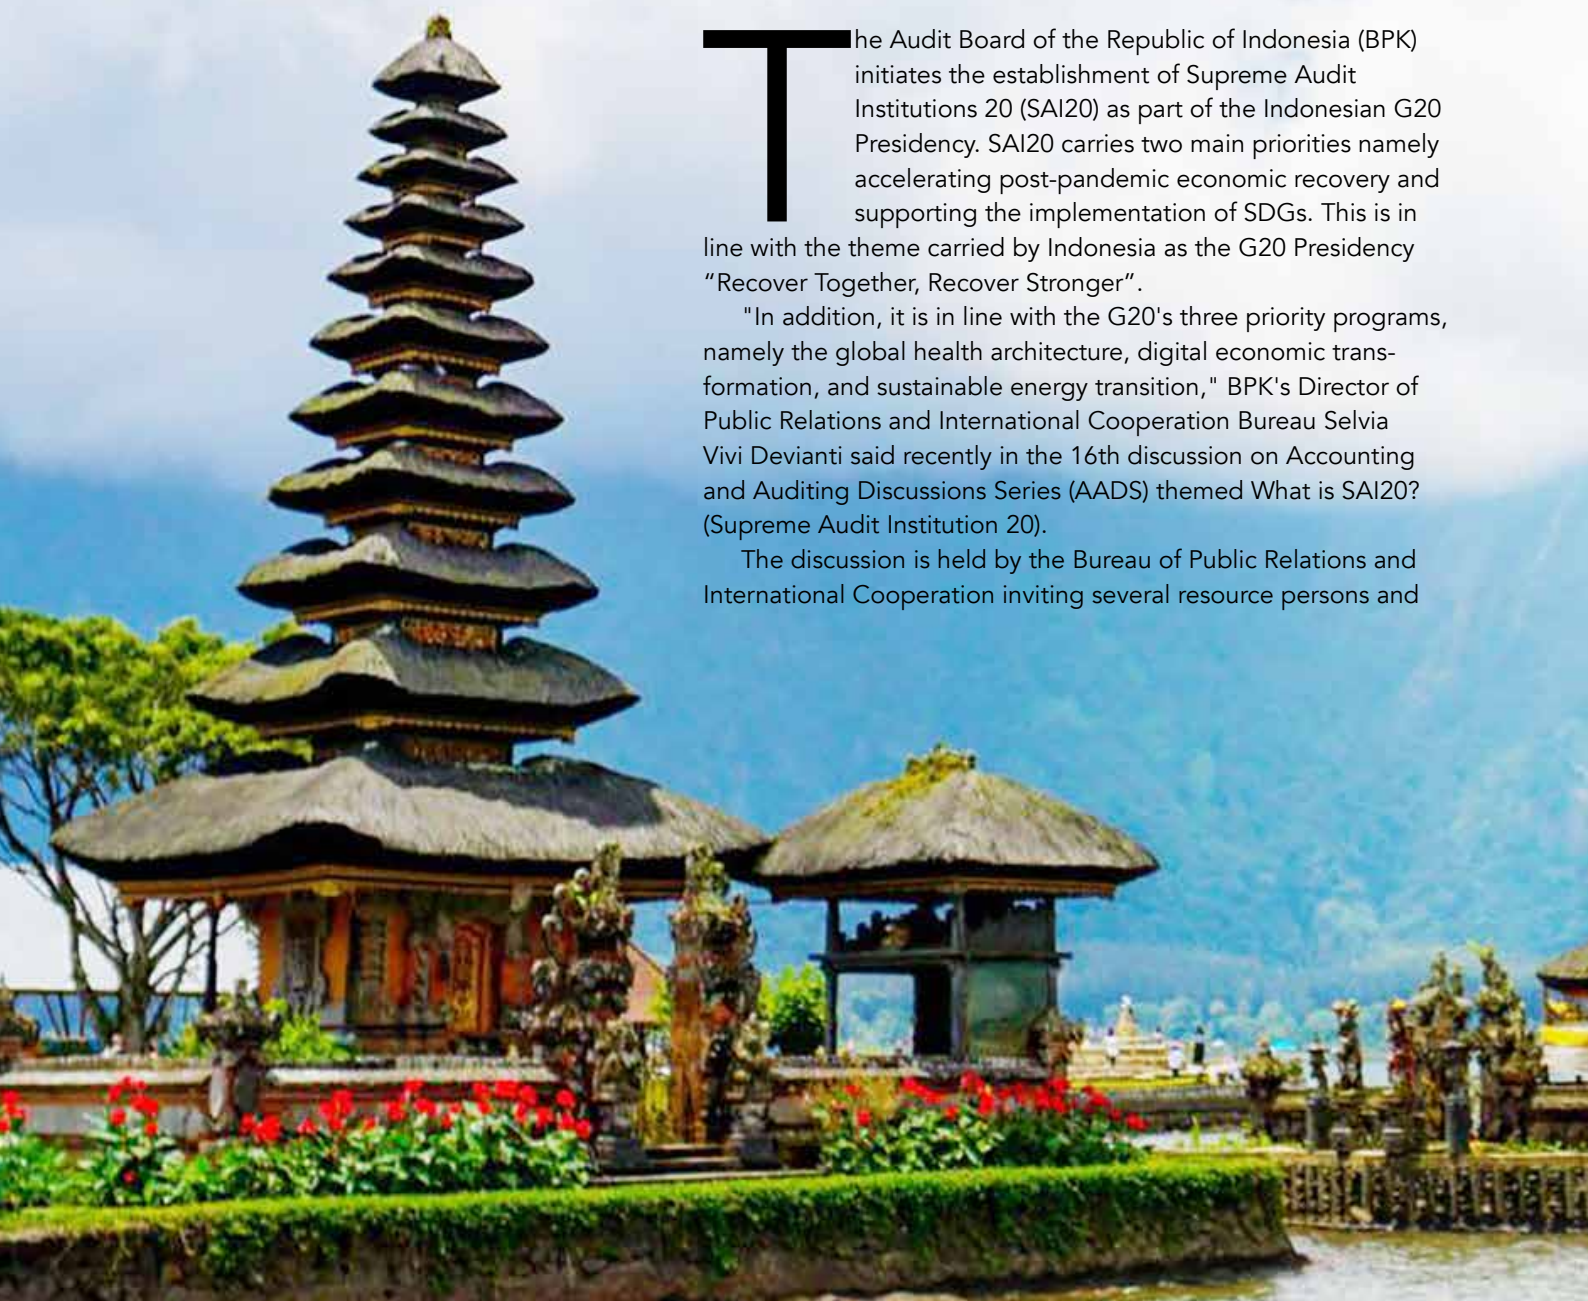 The Audit Board of the Republic of Indonesia (BPK)
initiates the establishment of Supreme Audit
Institutions 20 (SAI20) as part of the Indonesian G20
Presidency. SAI20 carries two main priorities namely
accelerating post-pandemic economic recovery and
supporting the implementation of SDGs. This is in
line with the theme carried by Indonesia as the G20 Presidency
“Recover Together, Recover Stronger”.
"In addition, it is in line with the G20's three priority programs,
namely the global health architecture, digital economic trans-
formation, and sustainable energy transition," BPK's Director of
Public Relations and International Cooperation Bureau Selvia
Vivi Devianti said recently in the 16th discussion on Accounting
and Auditing Discussions Series (AADS) themed What is SAI20?
(Supreme Audit Institution 20).
The discussion is held by the Bureau of Public Relations and
International Cooperation inviting several resource persons and